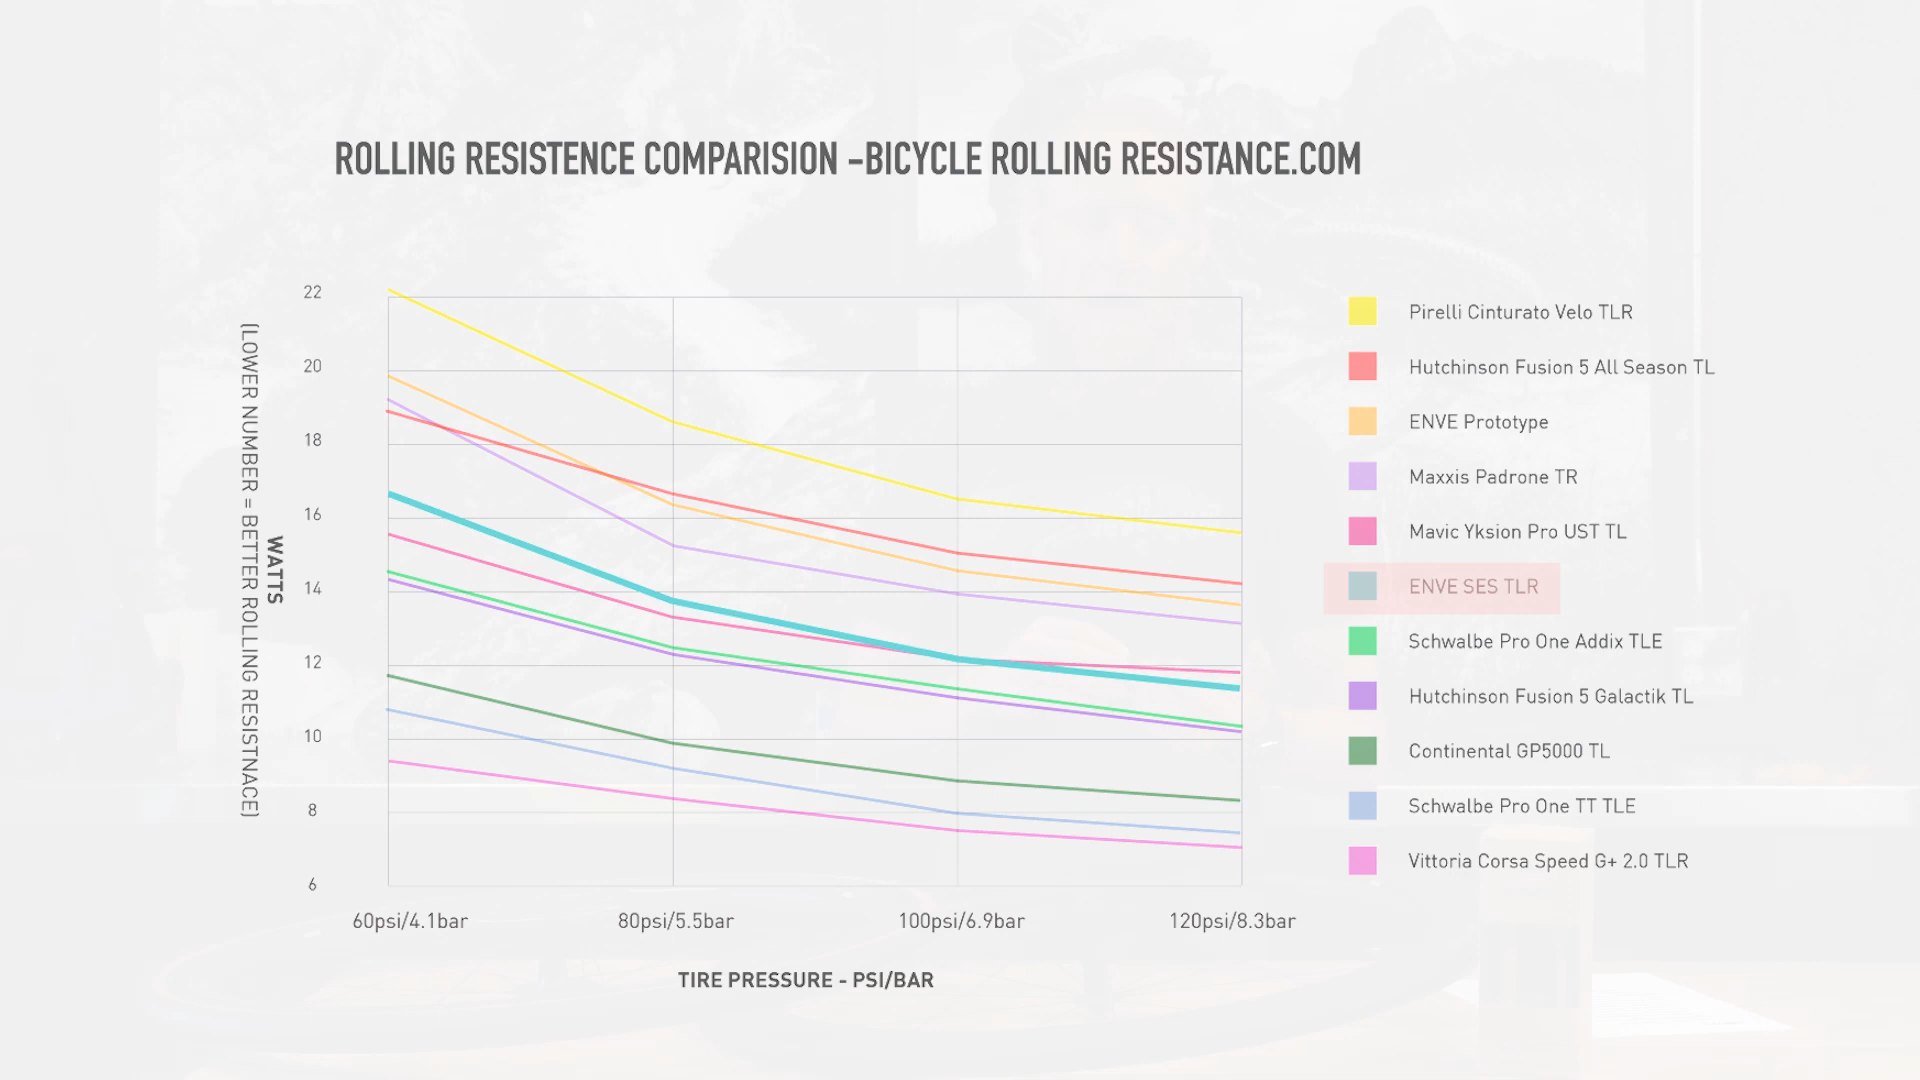 ROLLING RESISTENCE COMPARISION -BICYCLE ROLLING RESISTANCE.COM
22
20
18
16
14
12
10
8
6
WATTS
(LOWER NUMBER = BETTER ROLLING RESISTNACE)
60psi/4.1bar
80psi/5.5bar
100psi/6.9bar
120psi/8.3bar
TIRE PRESSURE - PSI/BAR
Pirelli Cinturato Velo TLR
Hutchinson Fusion 5 All Season TL
ENVE Prototype
Maxxis Padrone TR
Mavic Yksion Pro UST TL
ENVE SES TLR
Schwalbe Pro One Addix TLE
Hutchinson Fusion 5 Galactik TL
Continental GP5000 TL
Schwalbe Pro One TT TLE
Vittoria Corsa Speed G+ 2.0 TLR